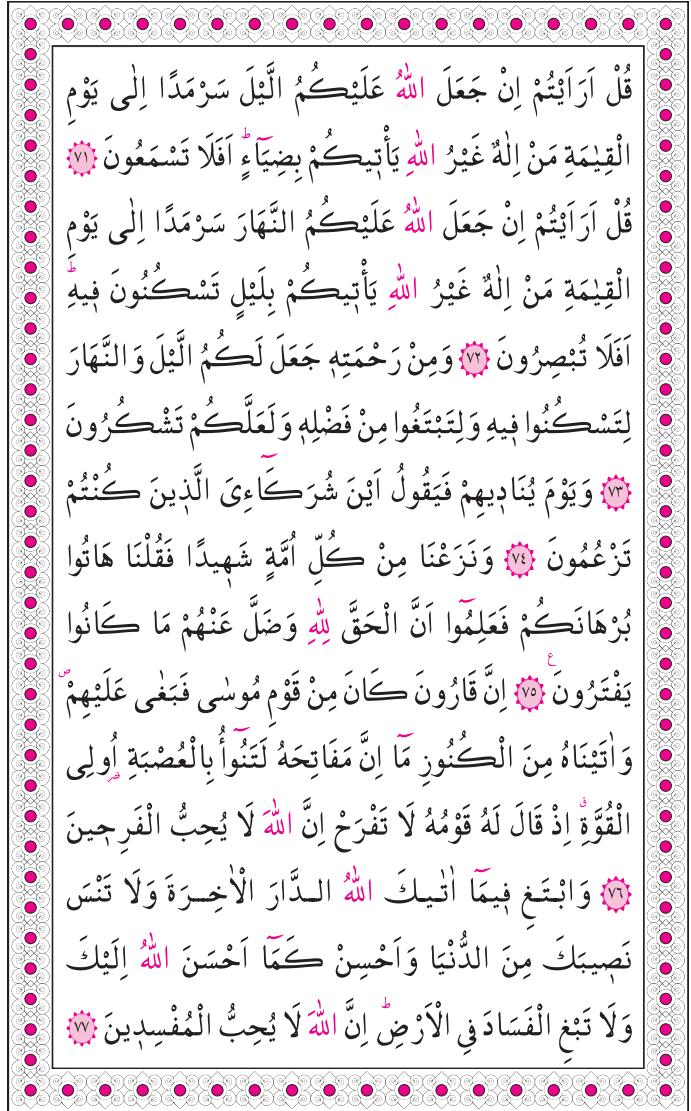 قُلْ اَرَاَيْتُمْ اِنْ جَعَلَ اللّٰهُ عَلَيْكُمُ الَّيْلَ سَرْمَدًا اِلٰى يَوْمِ
الْقِيٰمَةِ مَنْ اِلٰهٌ غَيْرُ اللّٰهِ يَأْت۪يكُمْ بِضِيَٓاءٍۜ اَفَلَا تَسْمَعُونَ ﴿٧١﴾
قُلْ اَرَاَيْتُمْ اِنْ جَعَلَ اللّٰهُ عَلَيْكُمُ النَّهَارَ سَرْمَدًا اِلٰى يَوْمِ
الْقِيٰمَةِ مَنْ اِلٰهٌ غَيْرُ اللّٰهِ يَأْت۪يكُمْ بِلَيْلٍ تَسْكُنُونَ ف۪يهِۜ
اَفَلَا تُبْصِرُونَ ﴿٧٢﴾ وَمِنْ رَحْمَتِه۪ جَعَلَ لَكُمُ الَّيْلَ وَالنَّهَارَ
لِتَسْكُنُوا ف۪يهِ وَلِتَبْتَغُوا مِنْ فَضْلِه۪ وَلَعَلَّكُمْ تَشْكُرُونَ
﴿٧٣﴾ وَيَوْمَ يُنَاد۪يهِمْ فَيَقُولُ اَيْنَ شُرَكَٓاءِىَ الَّذ۪ينَ كُنْتُمْ
تَزْعُمُونَ ﴿٧٤﴾ وَنَزَعْنَا مِنْ كُلِّ اُمَّةٍ شَه۪يدًا فَقُلْنَا هَاتُوا
بُرْهَانَكُمْ فَعَلِمُٓوا اَنَّ الْحَقَّ لِلّٰهِ وَضَلَّ عَنْهُمْ مَا كَانُوا
يَفْتَرُونَ۟ ﴿٧٥﴾ اِنَّ قَارُونَ كَانَ مِنْ قَوْمِ مُوسٰى فَبَغٰى عَلَيْهِمْۖ
وَاٰتَيْنَاهُ مِنَ الْكُنُوزِ مَٓا اِنَّ مَفَاتِحَهُ لَتَنُٓوأُ بِالْعُصْبَةِ اُو۬لِى
الْقُوَّةِۗ اِذْ قَالَ لَهُ قَوْمُهُ لَا تَفْرَحْ اِنَّ اللّٰهَ لَا يُحِبُّ الْفَرِح۪ينَ
﴿٧٦﴾ وَابْتَغِ ف۪يمَٓا اٰتٰيكَ اللّٰهُ الدَّارَ الْاٰخِرَةَ وَلَا تَنْسَ
نَص۪يبَكَ مِنَ الدُّنْيَا وَاَحْسِنْ كَمَٓا اَحْسَنَ اللّٰهُ اِلَيْكَ
وَلَا تَبْغِ الْفَسَادَ فِى الْاَرْضِۜ اِنَّ اللّٰهَ لَا يُحِبُّ الْمُفْسِد۪ينَ ﴿٧٧﴾